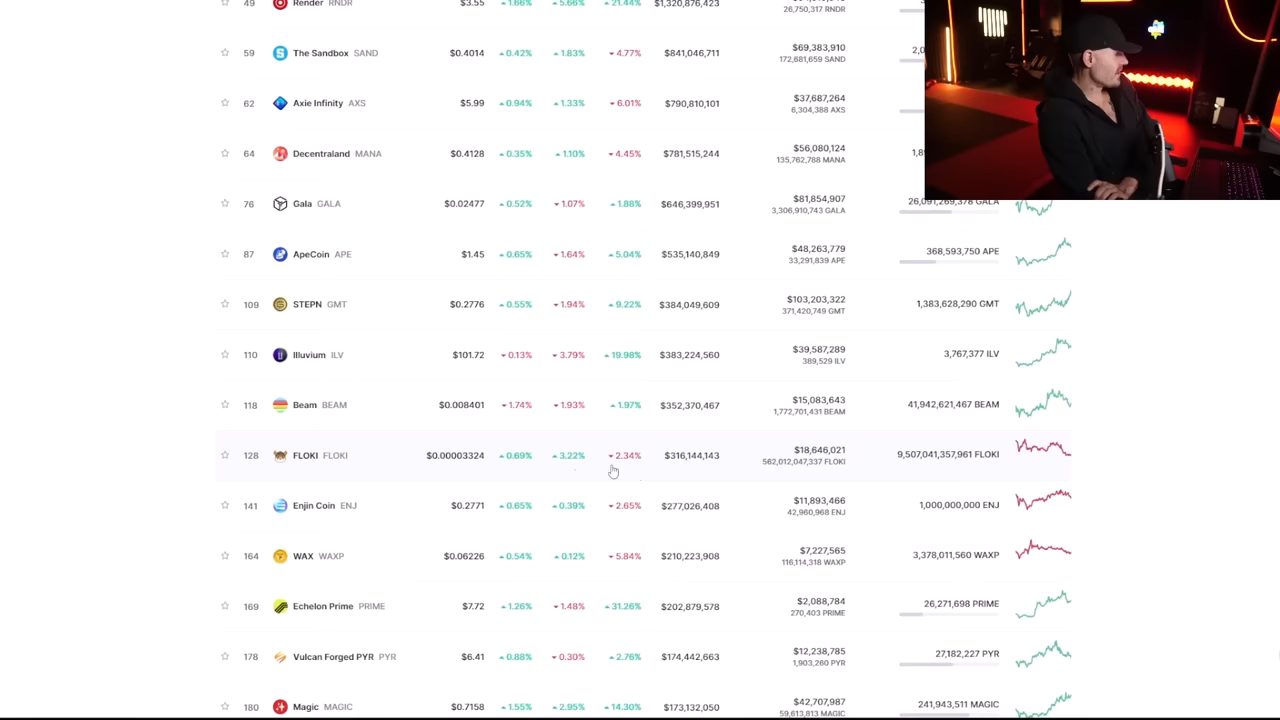 49 Render RNDR $3.55 1.66% 5.66% 21.44% $1,320,876,423
26,750,317 RNDR
59 The Sandbox SAND $0.4014 0.42% 1.83% 4.77% $841,046,711 $69,383,910
172,681,659 SAND
62 Axie Infinity AXS $5.99 0.94% 1.33% 6.01% $790,810,101 $37,687,264
6,304,388 AXS
64 Decentraland MANA $0.4128 0.35% 1.10% 4.45% $781,515,244 $56,080,124
135,762,788 MANA
76 Gala GALA $0.02477 0.52% 1.07% 1.88% $646,399,951 $81,854,907 26,091,269,378 GALA
3,306,910,743 GALA
87 ApeCoin APE $1.45 0.65% 1.64% 5.04% $535,140,849 $48,263,779 368,593,750 APE
33,291,839 APE
109 STEPN GMT $0.2776 0.55% 1.94% 9.22% $384,049,609 $103,203,322 1,383,628,290 GMT
371,420,749 GMT
110 Illuvium ILV $101.72 0.13% 3.79% 19.98% $383,224,560 $39,587,289 3,767,377 ILV
389,529 ILV
118 Beam BEAM $0.008401 1.74% 1.93% 1.97% $352,370,467 $15,083,643 41,942,621,467 BEAM
1,772,701,431 BEAM
128 FLOKI FLOKI $0.00003324 0.69% 3.22% 2.34% $316,144,143 $18,646,021 9,507,041,357,961 FLOKI
562,012,047,337 FLOKI
141 Enjin Coin ENJ $0.2771 0.65% 0.39% 2.65% $277,026,408 $11,893,466 1,000,000,000 ENJ
42,960,968 ENJ
164 WAX WAXP $0.06226 0.54% 0.12% 5.84% $210,223,908 $7,227,565 3,378,011,560 WAXP
116,114,318 WAXP
169 Echelon Prime PRIME $7.72 1.26% 1.48% 31.26% $202,879,578 $2,088,784 26,271,698 PRIME
270,403 PRIME
178 Vulcan Forged PYR PYR $6.41 0.88% 0.30% 2.76% $174,442,663 $12,238,785 27,182,227 PYR
1,903,260 PYR
180 Magic MAGIC $0.7158 1.55% 2.95% 14.30% $173,132,050 $42,707,987 241,943,511 MAGIC
59,613,813 MAGIC